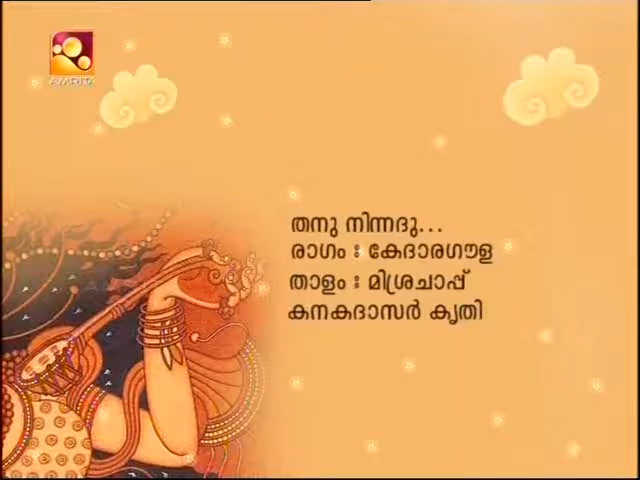 AMRITA
തനു നിന്നദു...
രാഗം : കേദാരഗൗള
താളം : മിശ്രചാപ്പ്
കനകദാസർ കൃതി